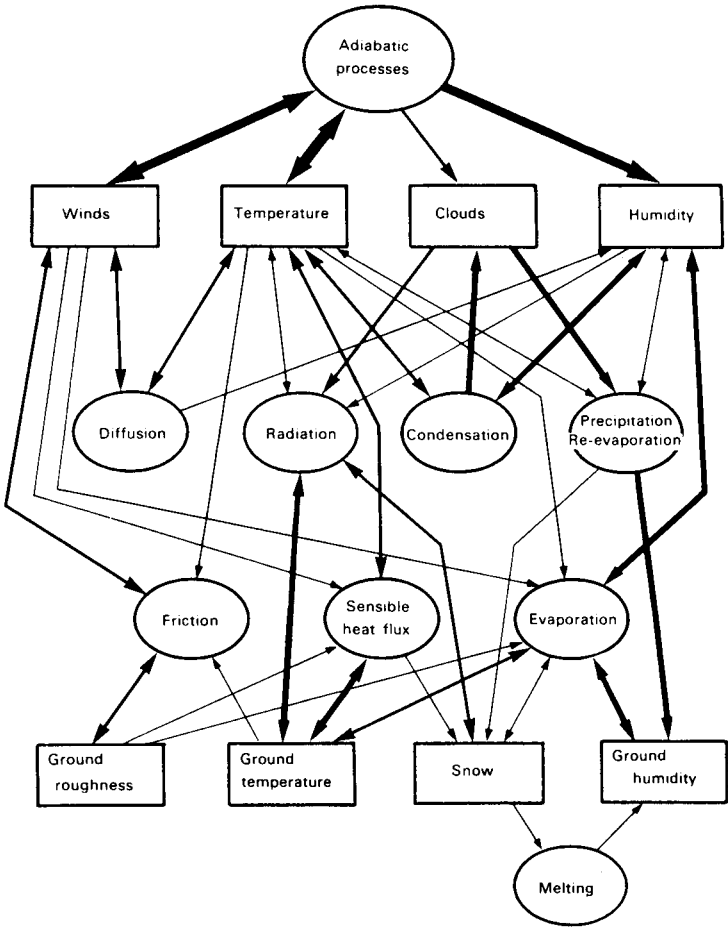 Adiabatic
processes
Winds
Temperature
Clouds
Humidity
Diffusion
Radiation
Condensation
Precipitation
Re-evaporation
Friction
Sensible
heat flux
Evaporation
Ground
roughness
Ground
temperature
Snow
Ground
humidity
Melting